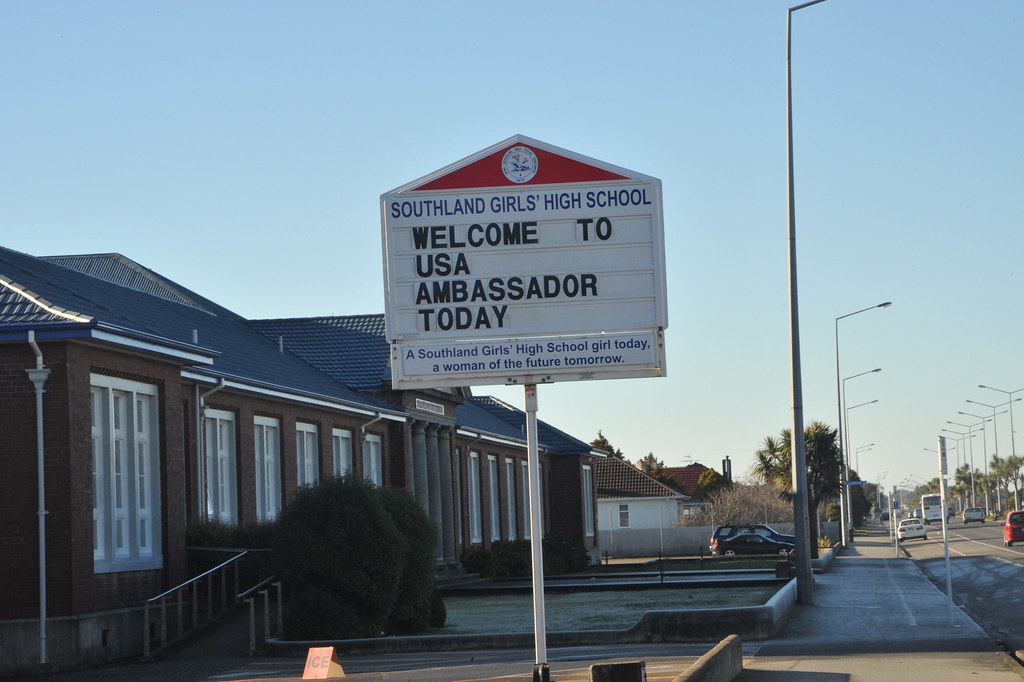 SOUTHLAND GIRLS' HIGH SCHOOL
WELCOME TO
USA
AMBASSADOR
TODAY
A Southland Girls' High School girl today,
a woman of the future tomorrow.
ICE